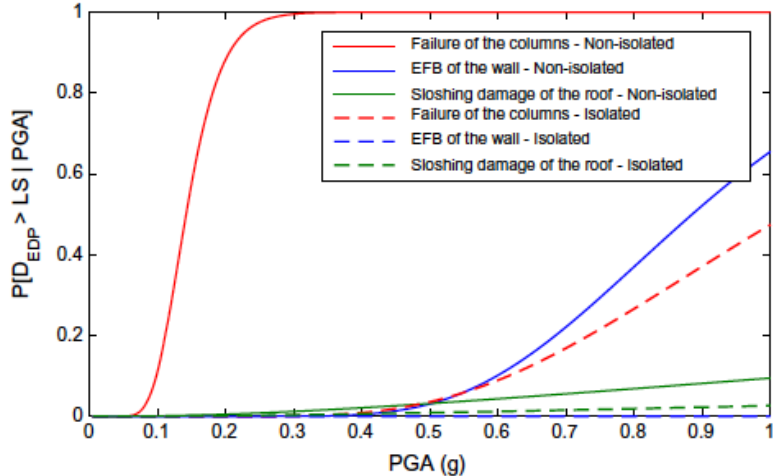 1
0.8
0.6
0.4
0.2
0
P[D_EDP > LS | PGA]
Failure of the columns - Non-isolated
EFB of the wall - Non-isolated
Sloshing damage of the roof - Non-isolated
Failure of the columns - Isolated
EFB of the wall - Isolated
Sloshing damage of the roof - Isolated
0 0.1 0.2 0.3 0.4 0.5 0.6 0.7 0.8 0.9 1
PGA (g)